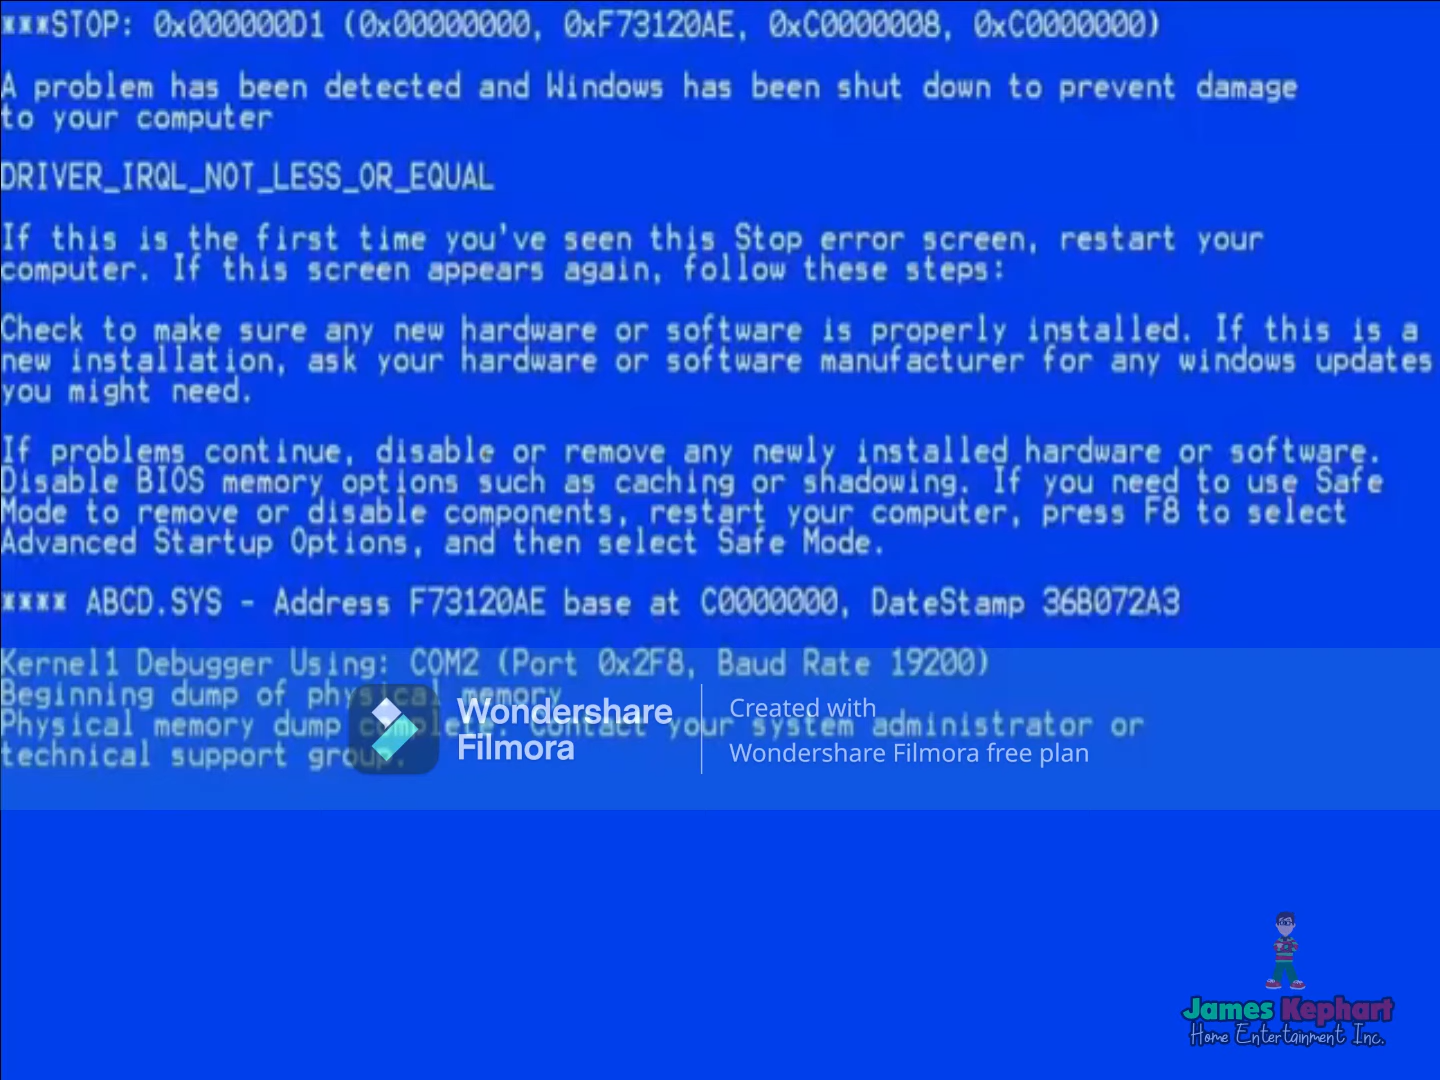 ***STOP: 0x000000D1 (0x00000000, 0xF73120AE, 0xC0000008, 0xC0000000)
A problem has been detected and Windows has been shut down to prevent damage
to your computer
DRIVER_IRQL_NOT_LESS_OR_EQUAL
If this is the first time you've seen this Stop error screen, restart your
computer. If this screen appears again, follow these steps:
Check to make sure any new hardware or software is properly installed. If this is a
new installation, ask your hardware or software manufacturer for any windows updates
you might need.
If problems continue, disable or remove any newly installed hardware or software.
Disable BIOS memory options such as caching or shadowing. If you need to use Safe
Mode to remove or disable components, restart your computer, press F8 to select
Advanced Startup Options, and then select Safe Mode.
**** ABCD.SYS - Address F73120AE base at C0000000, DateStamp 36B072A3
Kernel1 Debugger Using: COM2 (Port 0x2F8, Baud Rate 19200)
Beginning dump of physical memory
Physical memory dump complete. Contact your system administrator or
technical support group.
Wondershare
Filmora
Created with
Wondershare Filmora free plan
James Kephart
Home Entertainment Inc.